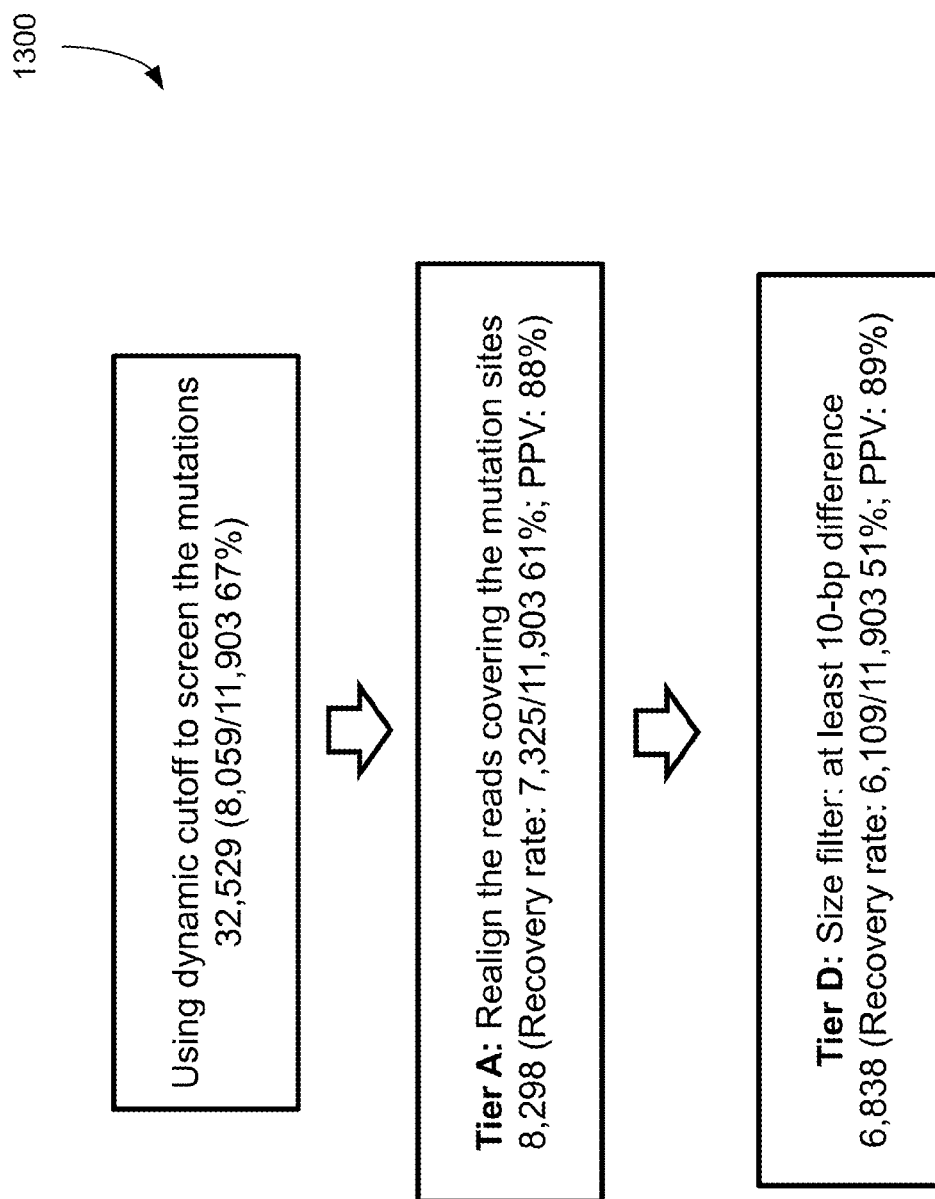 1300
Using dynamic cutoff to screen the mutations
32,529 (8,059/11,903 67%)
Tier A: Realign the reads covering the mutation sites
8,298 (Recovery rate: 7,325/11,903 61%; PPV: 88%)
Tier D: Size filter: at least 10-bp difference
6,838 (Recovery rate: 6,109/11,903 51%; PPV: 89%)